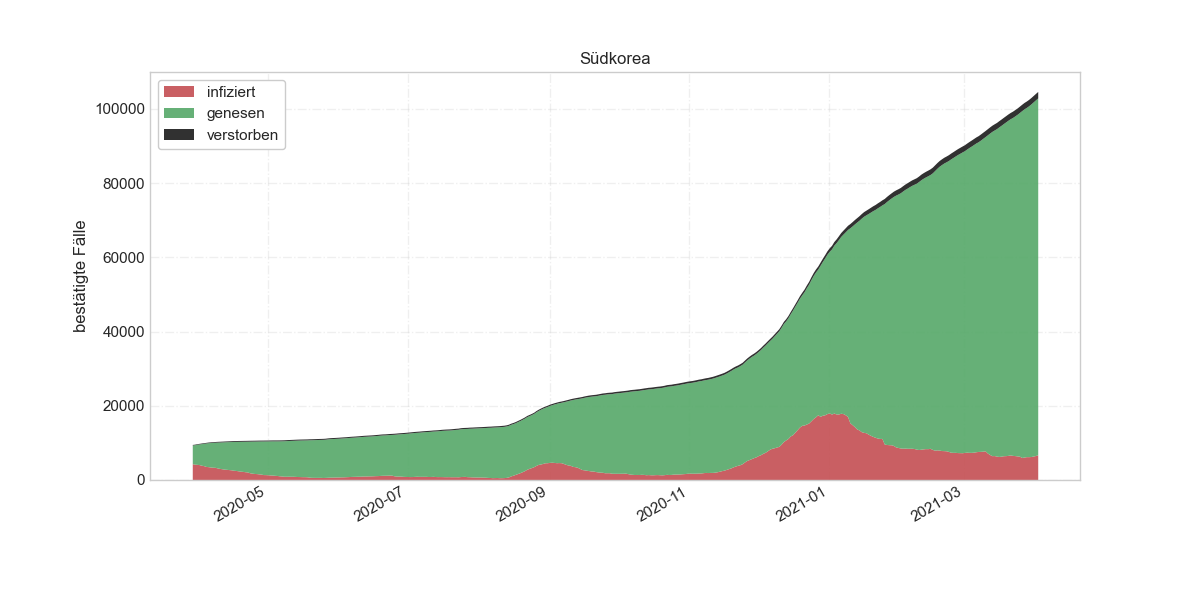 Südkorea
infiziert
genesen
verstorben
bestätigte Fälle
100000
80000
60000
40000
20000
0
2020-05
2020-07
2020-09
2020-11
2021-01
2021-03